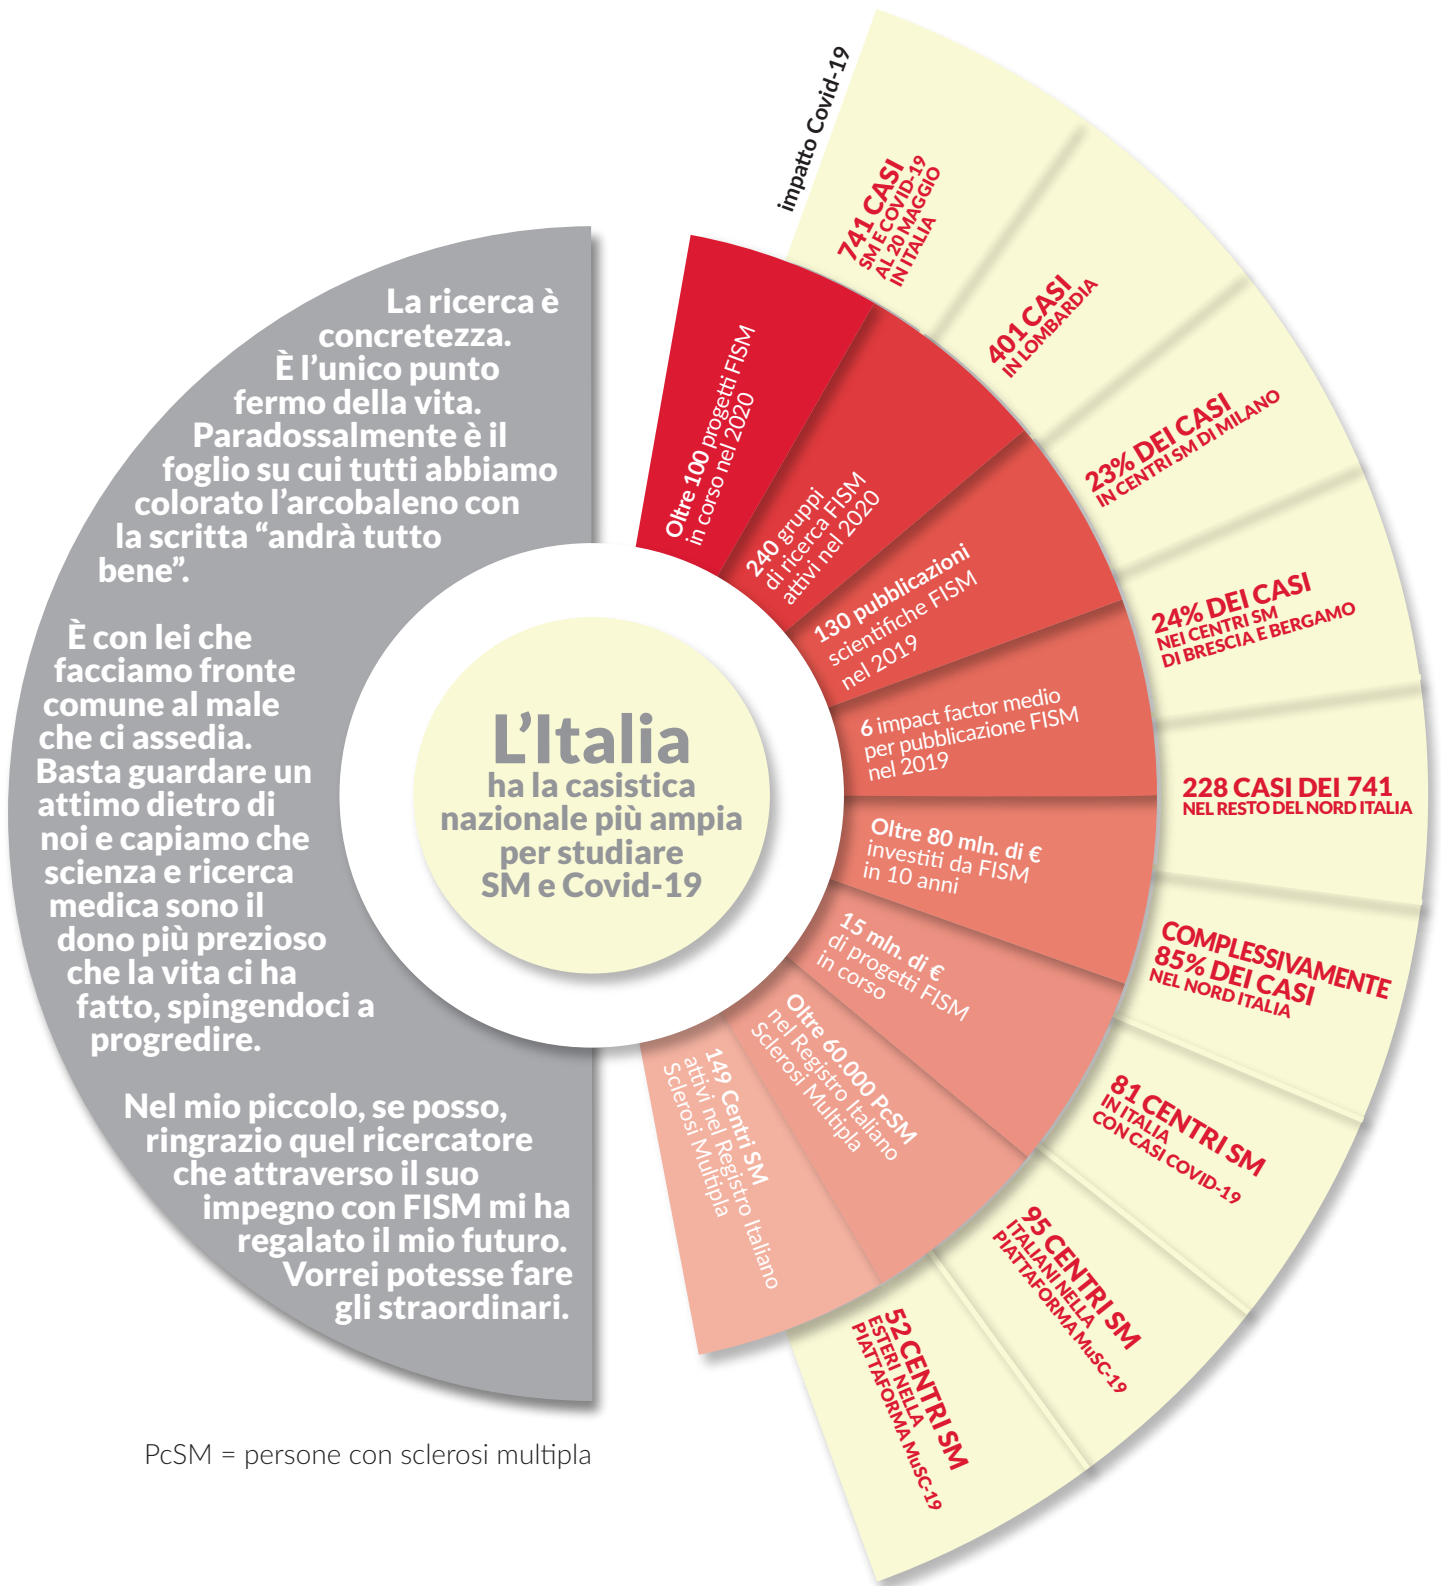 La ricerca è
concretezza.
È l’unico punto
fermo della vita.
Paradossalmente è il
foglio su cui tutti abbiamo
colorato l’arcobaleno con
la scritta “andrà tutto
bene”.
È con lei che
facciamo fronte
comune al male
che ci assedia.
Basta guardare un
attimo dietro di
noi e capiamo che
scienza e ricerca
medica sono il
dono più prezioso
che la vita ci ha
fatto, spingendoci a
progredire.
Nel mio piccolo, se posso,
ringrazio quel ricercatore
che attraverso il suo
impegno con FISM mi ha
regalato il mio futuro.
Vorrei potesse fare
gli straordinari.
L’Italia
ha la casistica
nazionale più ampia
per studiare
SM e Covid-19
Oltre 100 progetti FISM
in corso nel 2020
240 gruppi
di ricerca FISM
attivi nel 2020
130 pubblicazioni
scientifiche FISM
nel 2019
6 impact factor medio
per pubblicazione FISM
nel 2019
Oltre 80 mln. di €
investiti da FISM
in 10 anni
15 mln. di €
di progetti FISM
in corso
Oltre 60.000 PcSM
nel Registro Italiano
Sclerosi Multipla
149 Centri SM
attivi nel Registro Italiano
Sclerosi Multipla
impatto Covid-19
741 CASI
SM E COVID-19
AL 20 MAGGIO
IN ITALIA
401 CASI
IN LOMBARDIA
23% DEI CASI
IN CENTRI SM DI MILANO
24% DEI CASI
NEI CENTRI SM
DI BRESCIA E BERGAMO
228 CASI DEI 741
NEL RESTO DEL NORD ITALIA
COMPLESSIVAMENTE
85% DEI CASI
NEL NORD ITALIA
81 CENTRI SM
IN ITALIA
CON CASI COVID-19
95 CENTRI SM
ITALIANI NELLA
PIATTAFORMA MuSC-19
52 CENTRI SM
ESTERI NELLA
PIATTAFORMA MuSC-19
PcSM = persone con sclerosi multipla